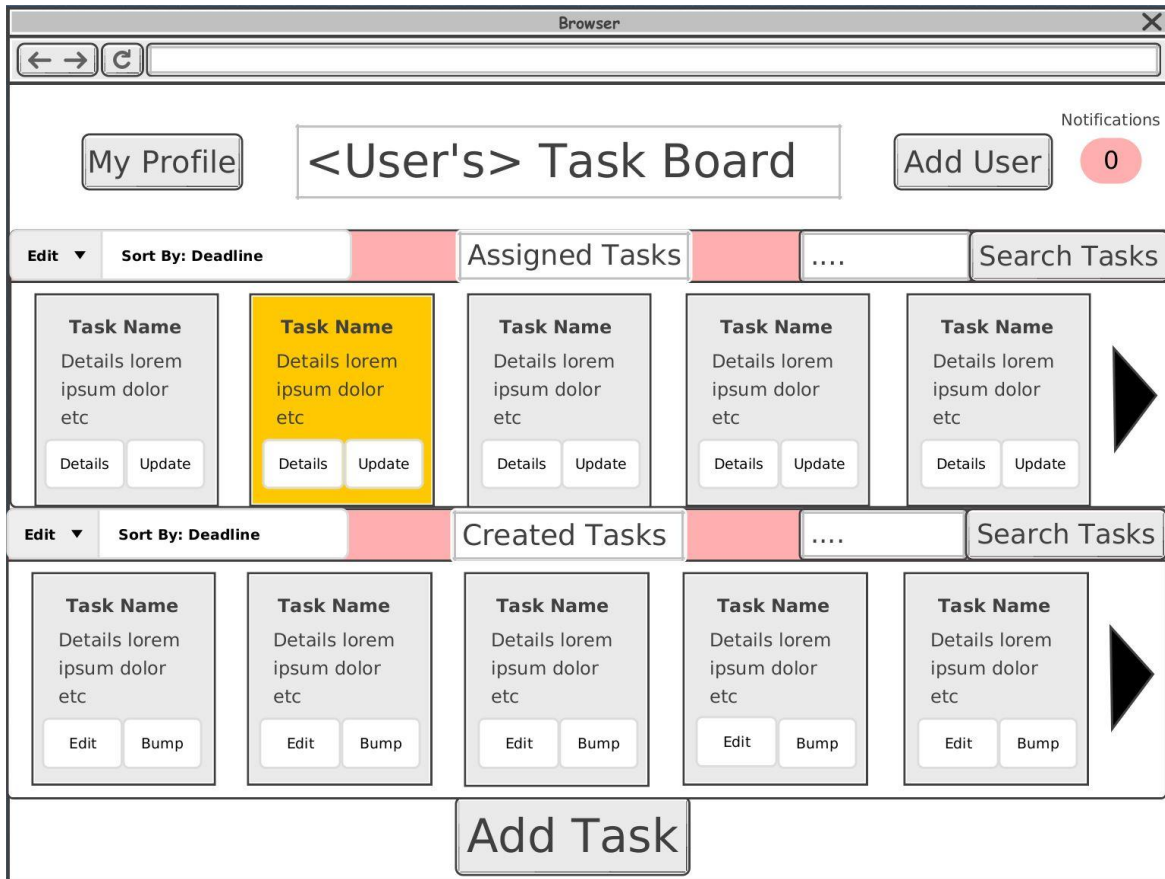 Browser
Notifications
My Profile
<User's> Task Board
Add User
0
Edit
Sort By: Deadline
Assigned Tasks
....
Search Tasks
Task Name
Details lorem
ipsum dolor
etc
Details
Update
Task Name
Details lorem
ipsum dolor
etc
Details
Update
Task Name
Details lorem
ipsum dolor
etc
Details
Update
Task Name
Details lorem
ipsum dolor
etc
Details
Update
Task Name
Details lorem
ipsum dolor
etc
Details
Update
Edit
Sort By: Deadline
Created Tasks
....
Search Tasks
Task Name
Details lorem
ipsum dolor
etc
Edit
Bump
Task Name
Details lorem
ipsum dolor
etc
Edit
Bump
Task Name
Details lorem
ipsum dolor
etc
Edit
Bump
Task Name
Details lorem
ipsum dolor
etc
Edit
Bump
Task Name
Details lorem
ipsum dolor
etc
Edit
Bump
Add Task